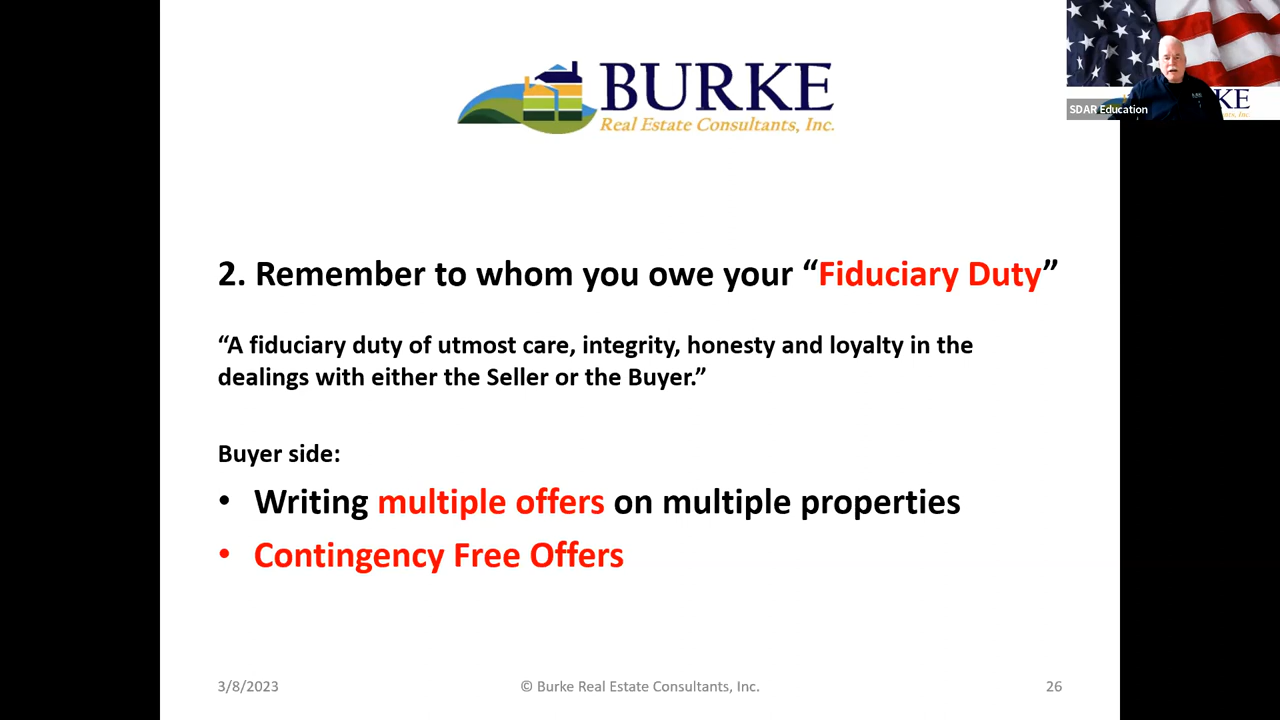 BURKE
Real Estate Consultants, Inc.
KE
SDAR Education
2. Remember to whom you owe your “Fiduciary Duty”
“A fiduciary duty of utmost care, integrity, honesty and loyalty in the
dealings with either the Seller or the Buyer.”
Buyer side:
• Writing multiple offers on multiple properties
• Contingency Free Offers
3/8/2023
© Burke Real Estate Consultants, Inc.
26